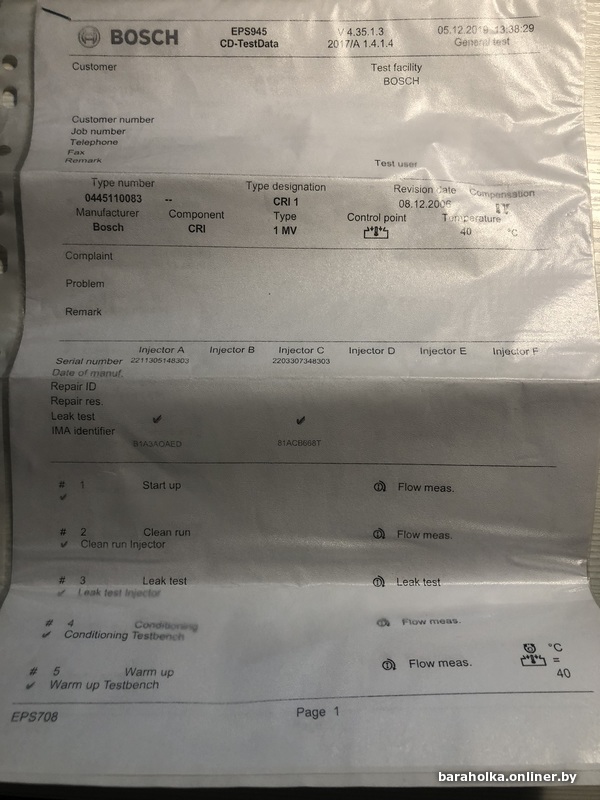 BOSCH EPS945 V 4.35.1.3 05.12.2019 13:38:29
CD-TestData 2017/A 1.4.1.4 General test
Customer Test facility
BOSCH
Customer number
Job number
Telephone
Fax
Remark Test user
Type number Type designation Revision date Compensation
0445110083 -- CRI 1 08.12.2006
Manufacturer Component Type Control point Temperature
Bosch CRI 1 MV 40 °C
Complaint
Problem
Remark
Injector A Injector B Injector C Injector D Injector E Injector F
Serial number 2211305148303 2203307348303
Date of manuf.
Repair ID
Repair res.
Leak test ✔ ✔
IMA identifier
# 1 Start up Flow meas.
✔
# 2 Clean run Flow meas.
✔ Clean run Injector
# 3 Leak test Leak test
✔ Leak test Injector
# 4 Conditioning Flow meas.
✔ Conditioning Testbench
# 5 Warm up Flow meas. °C
✔ Warm up Testbench =
40
EPS708 Page 1
baraholka.onliner.by